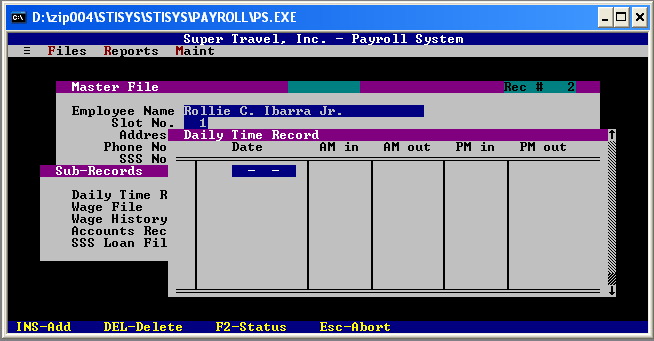 D:\zip004\STISYS\STISYS\PAYROLL\PS.EXE
Super Travel, Inc. - Payroll System
≡ Files Reports Maint
Master File Rec # 2
Employee Name Rollie C. Ibarra Jr.
Slot No. 1
Addres
Phone No
SSS No
Daily Time Record
Date AM in AM out PM in PM out
- -
Sub-Records
Daily Time R
Wage File
Wage History
Accounts Rec
SSS Loan Fil
INS-Add DEL-Delete F2-Status Esc-Abort